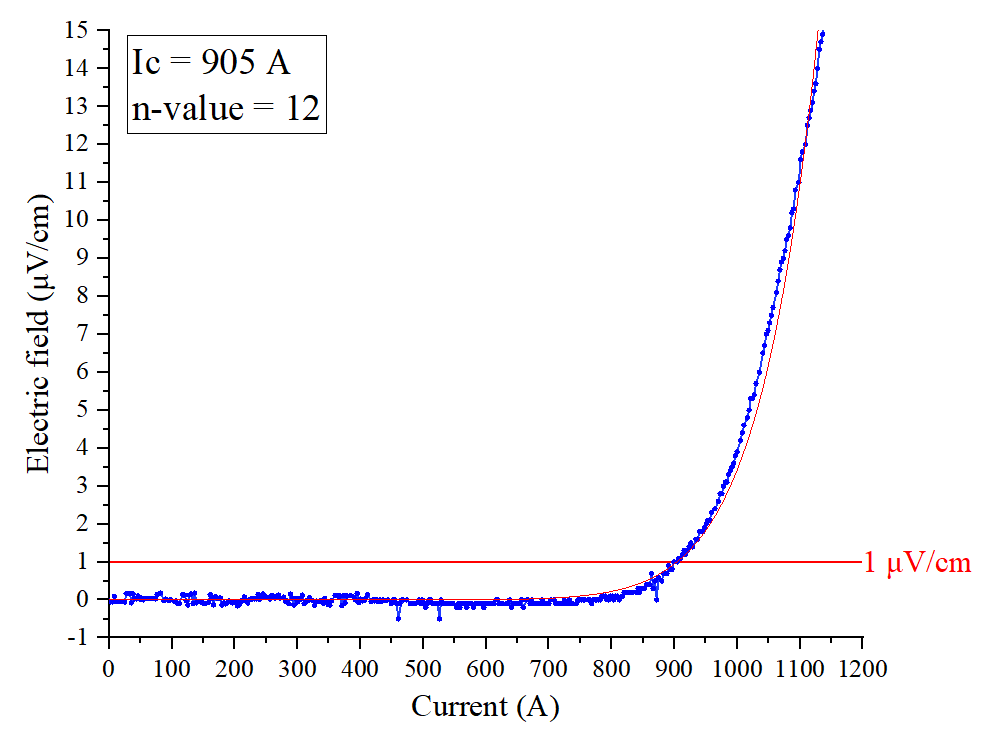 Ic = 905 A
n-value = 12
Electric field (μV/cm)
15
14
13
12
11
10
9
8
7
6
5
4
3
2
1
0
-1
1 μV/cm
0 100 200 300 400 500 600 700 800 900 1000 1100 1200
Current (A)